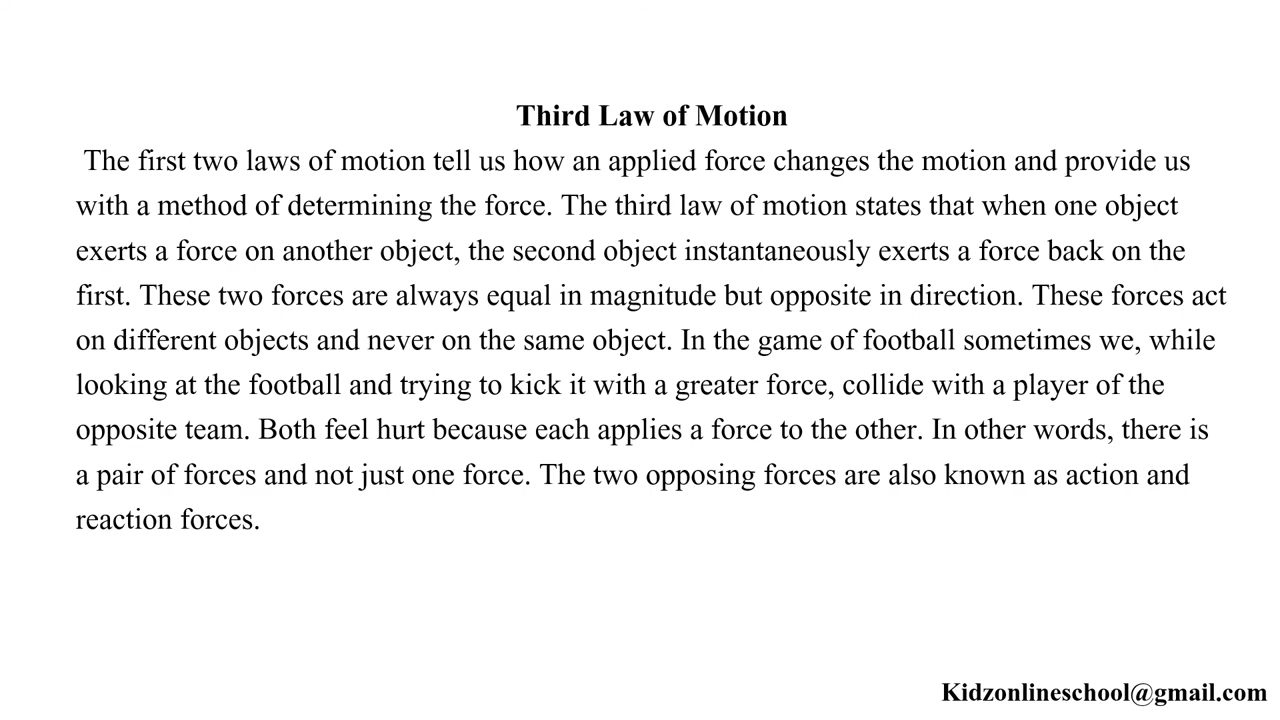 Third Law of Motion
The first two laws of motion tell us how an applied force changes the motion and provide us
with a method of determining the force. The third law of motion states that when one object
exerts a force on another object, the second object instantaneously exerts a force back on the
first. These two forces are always equal in magnitude but opposite in direction. These forces act
on different objects and never on the same object. In the game of football sometimes we, while
looking at the football and trying to kick it with a greater force, collide with a player of the
opposite team. Both feel hurt because each applies a force to the other. In other words, there is
a pair of forces and not just one force. The two opposing forces are also known as action and
reaction forces.
Kidzonlineschool@gmail.com